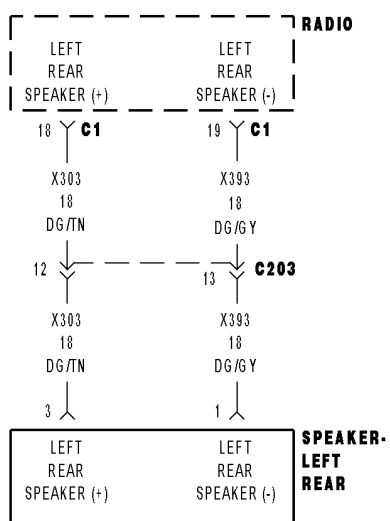 RADIO
LEFT LEFT
REAR REAR
SPEAKER (+) SPEAKER (-)
18 C1 19 C1
X303 X393
18 18
DG/TN DG/GY
12 13 C203
X303 X393
18 18
DG/TN DG/GY
3 1
LEFT LEFT
REAR REAR
SPEAKER (+) SPEAKER (-)
SPEAKER-
LEFT
REAR